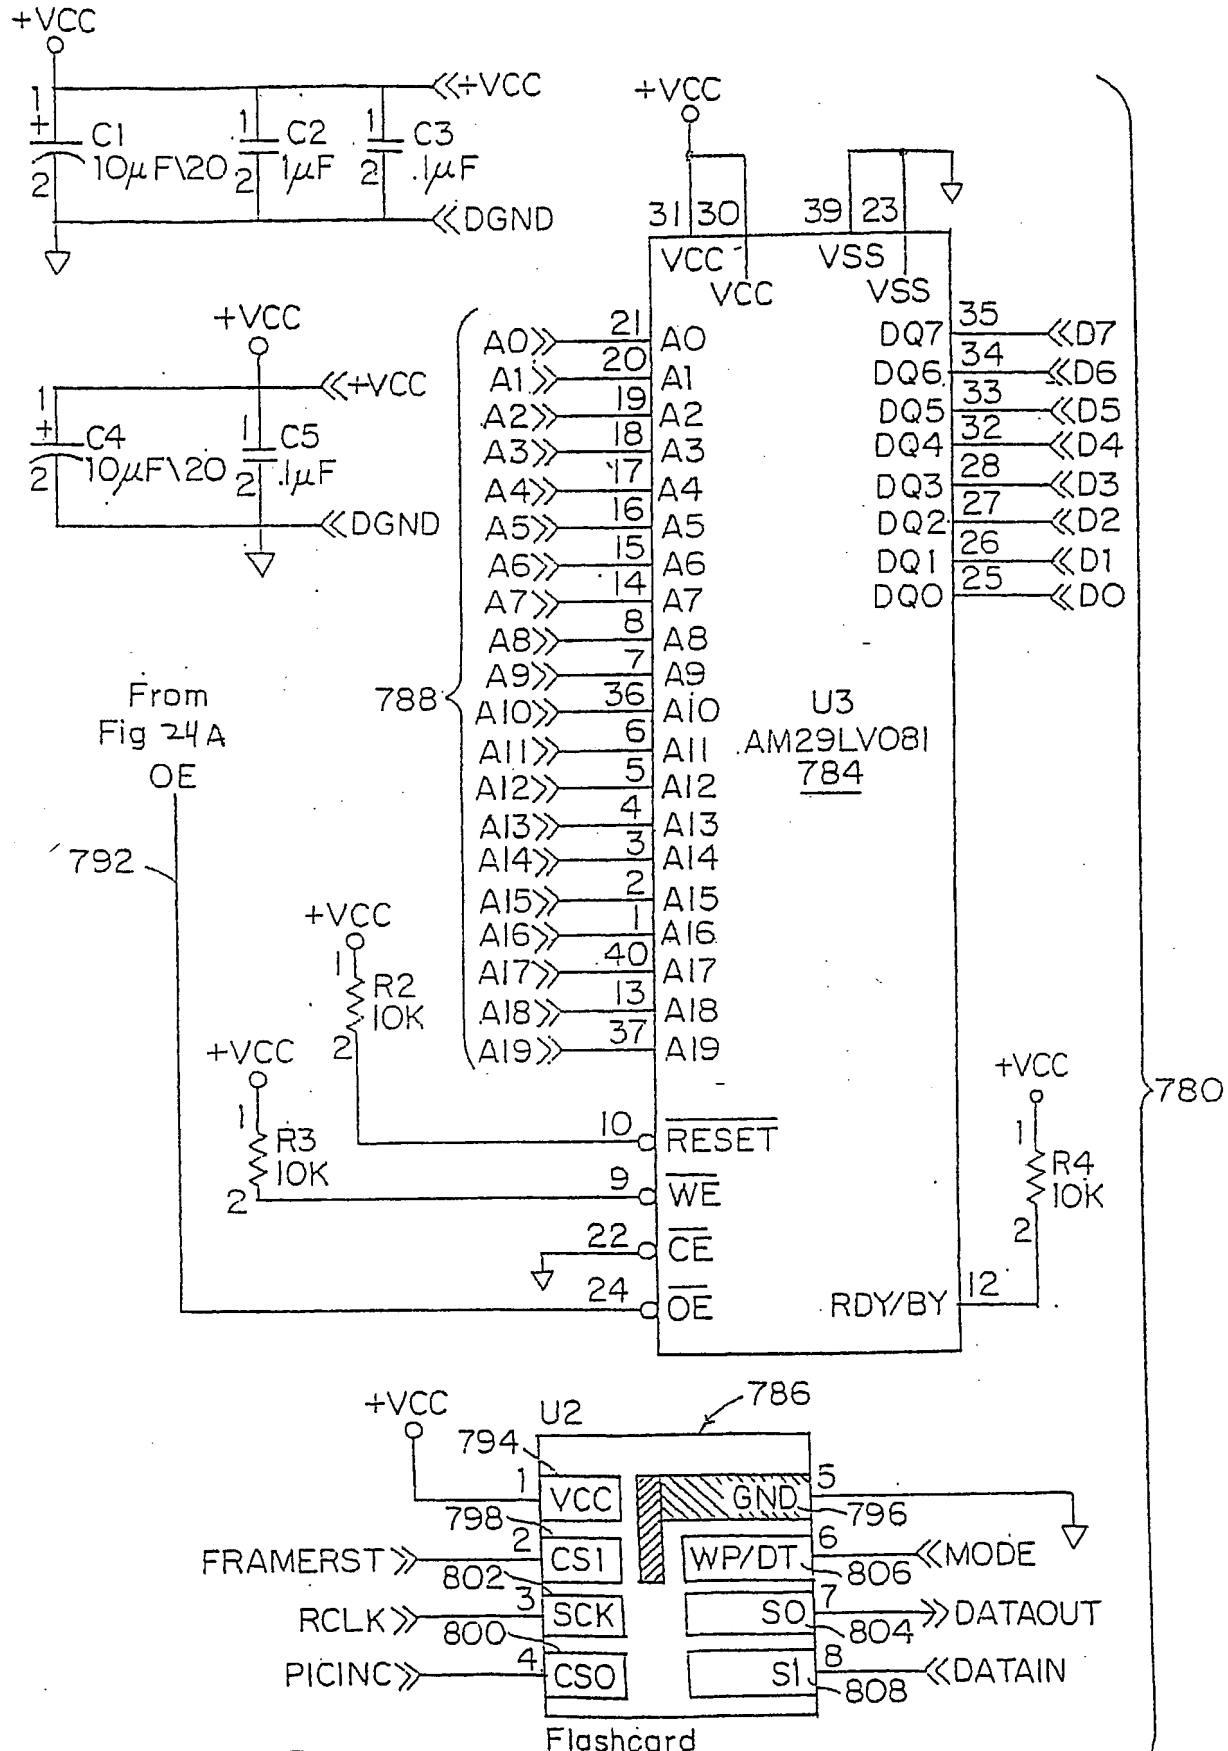 +VCC
1
+
2
C1
10µF\20
1
2
C2
1µF
1
2
C3
.1µF
<<+VCC
<<DGND
+VCC
<<+VCC
1
+
2
C4
10µF\20
1
2
C5
.1µF
<<DGND
+VCC
31 30 39 23
VCC VSS
VCC VSS
A0>> 21 A0
A1>> 20 A1
A2>> 19 A2
A3>> 18 A3
A4>> 17 A4
A5>> 16 A5
A6>> 15 A6
A7>> 14 A7
A8>> 8 A8
A9>> 7 A9
A10>> 36 A10
A11>> 6 A11
A12>> 5 A12
A13>> 4 A13
A14>> 3 A14
A15>> 2 A15
A16>> 1 A16
A17>> 40 A17
A18>> 13 A18
A19>> 37 A19
788
DQ7 35 <<D7
DQ6 34 <<D6
DQ5 33 <<D5
DQ4 32 <<D4
DQ3 28 <<D3
DQ2 27 <<D2
DQ1 26 <<D1
DQ0 25 <<D0
U3
AM29LV081
784
From
Fig 24A
OE
792
+VCC
1
R2
10K
2
+VCC
1
R3
10K
2
10 RESET
9 WE
22 CE
24 OE
RDY/BY 12
+VCC
1
R4
10K
2
780
+VCC
U2
786
794
1 VCC
GND 5
796
798
FRAMERST>> 2 CS1
WP/DT 6 <<MODE
806
802
RCLK>> 3 SCK
SO 7 >>DATAOUT
804
800
PICINC>> 4 CSO
S1 8 <<DATAIN
808
Flashcard